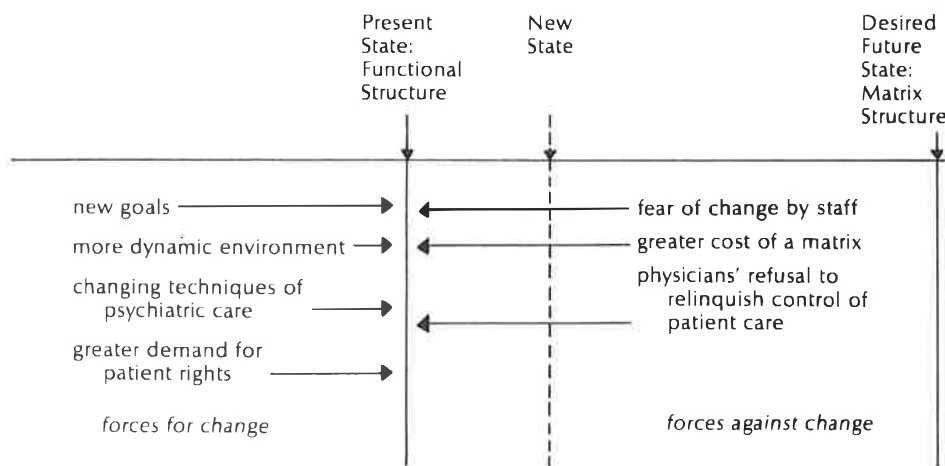 Present
State:
Functional
Structure
New
State
Desired
Future
State:
Matrix
Structure
new goals
more dynamic environment
changing techniques of
psychiatric care
greater demand for
patient rights
forces for change
fear of change by staff
greater cost of a matrix
physicians' refusal to
relinquish control of
patient care
forces against change